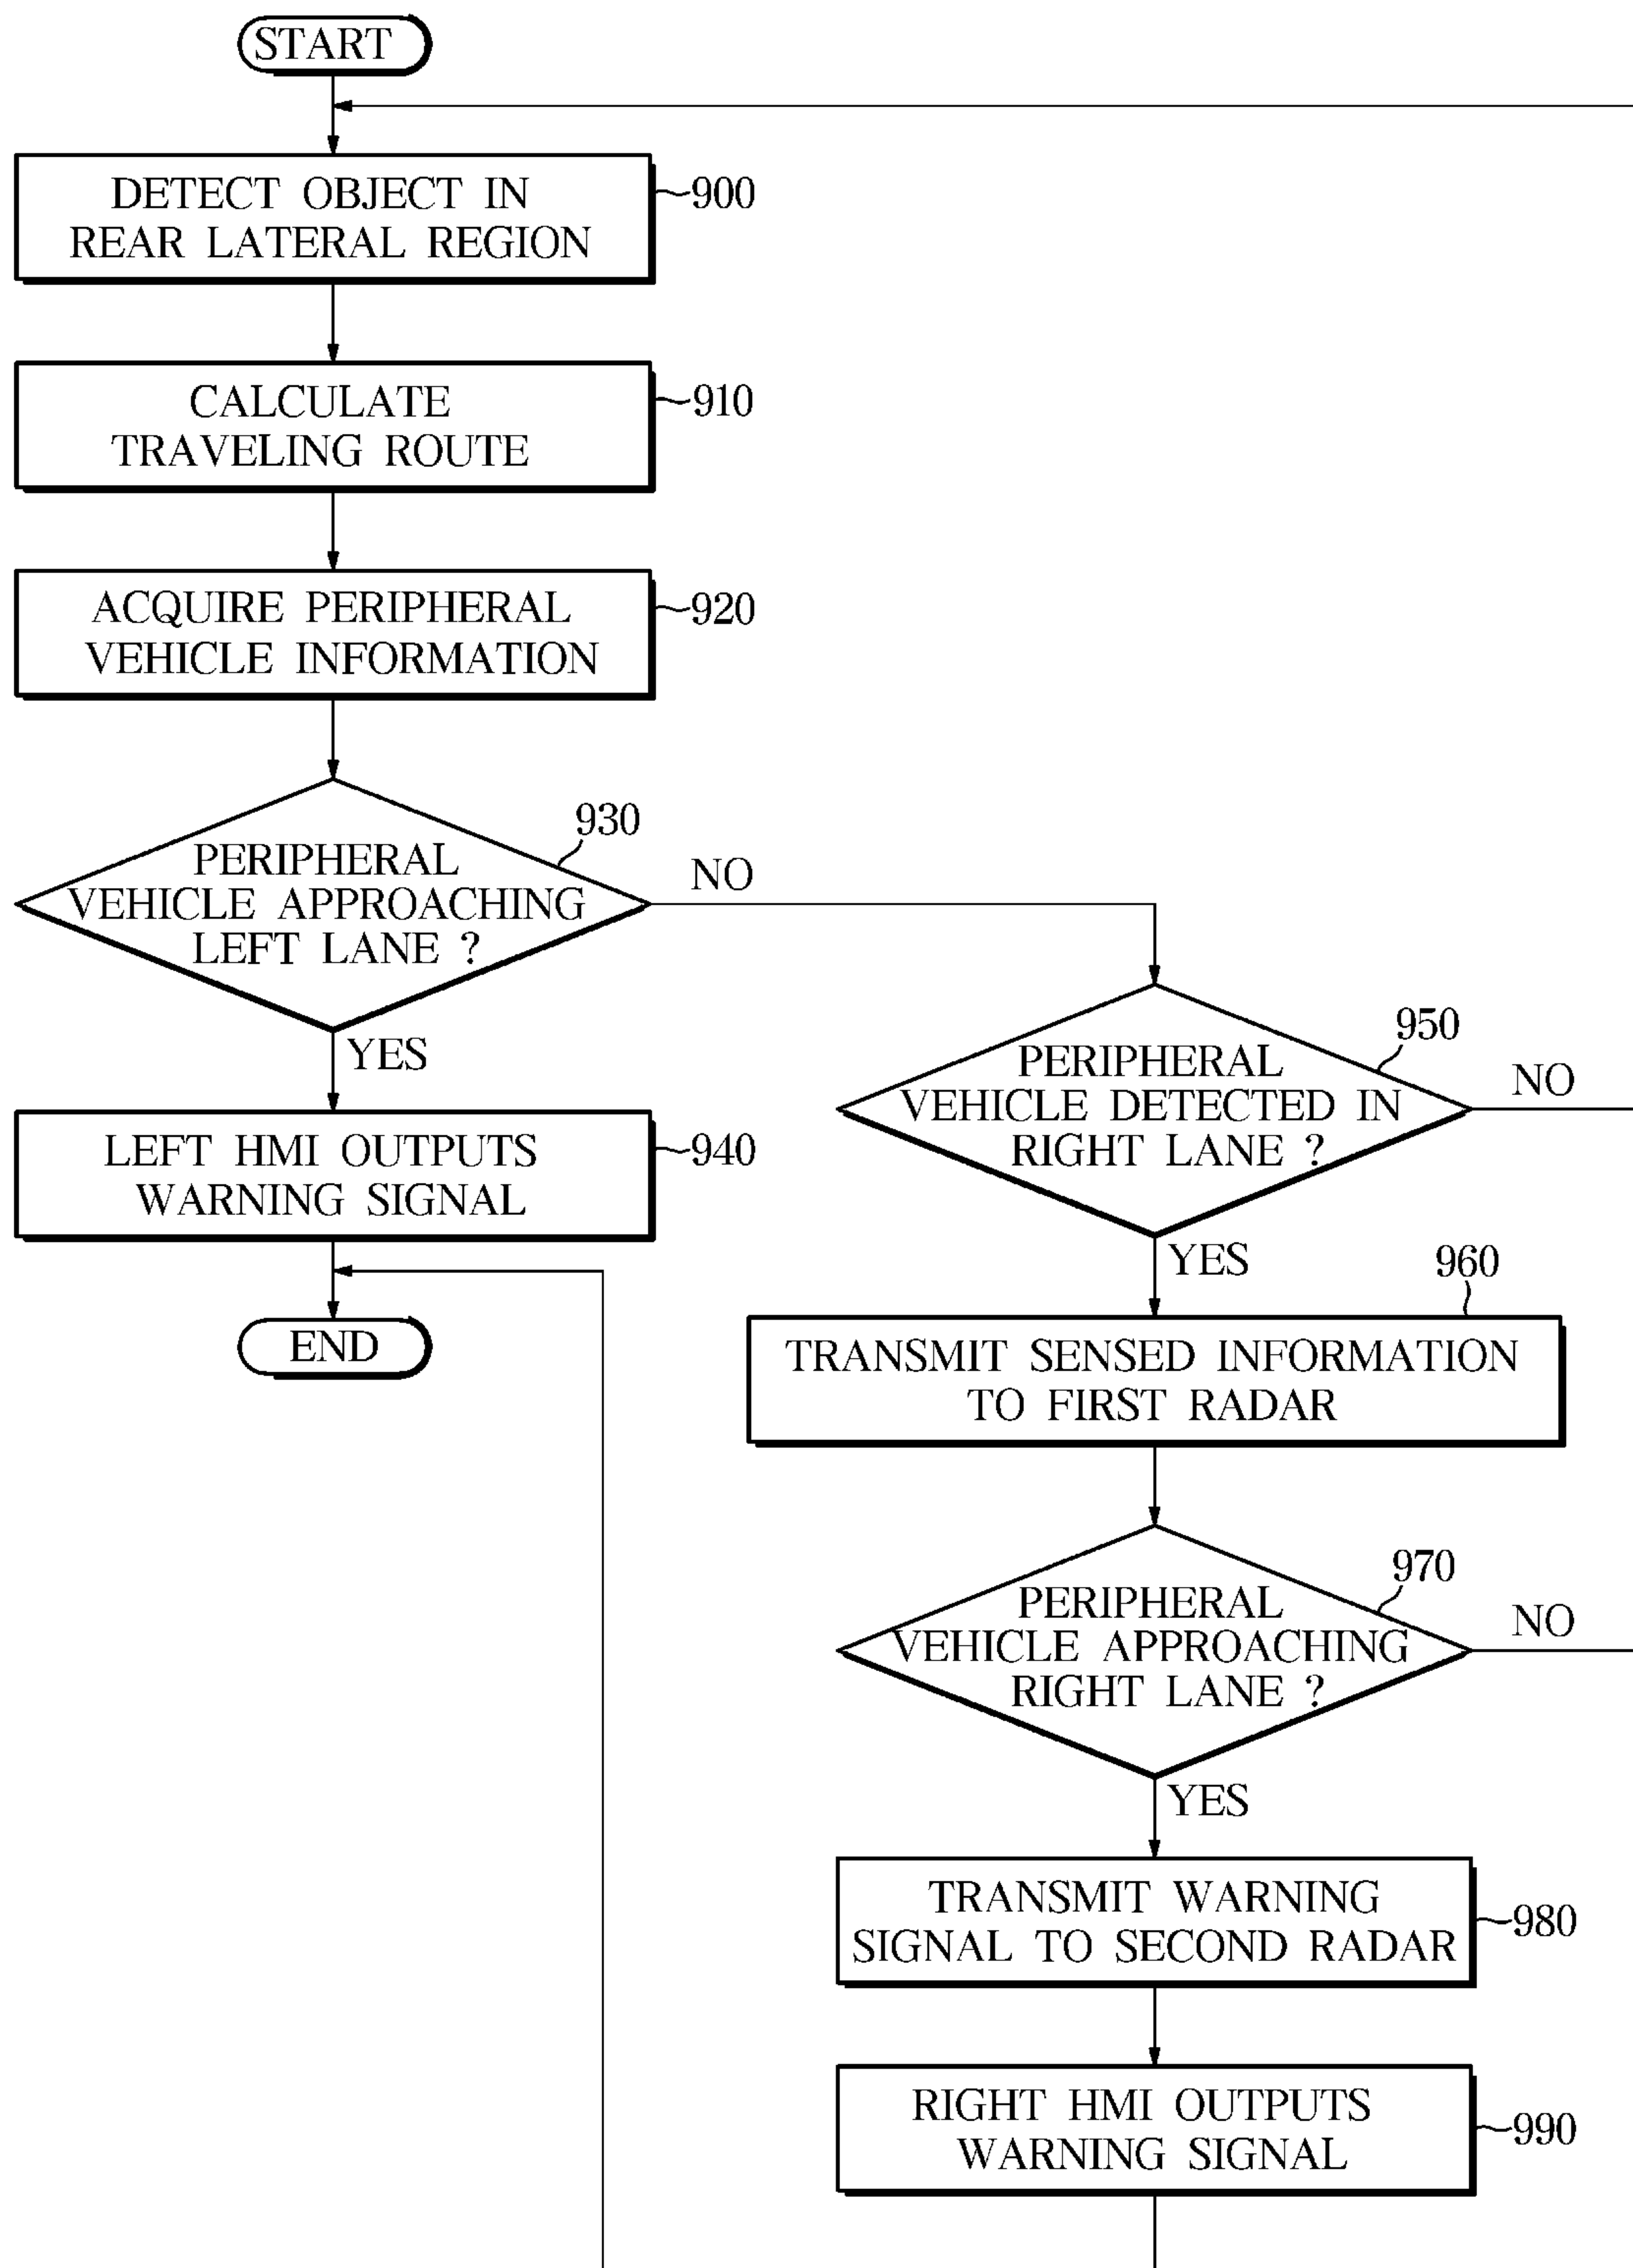 START
DETECT OBJECT IN
REAR LATERAL REGION
900
CALCULATE
TRAVELING ROUTE
910
ACQUIRE PERIPHERAL
VEHICLE INFORMATION
920
930
PERIPHERAL
VEHICLE APPROACHING
LEFT LANE ?
NO
YES
LEFT HMI OUTPUTS
WARNING SIGNAL
940
END
950
PERIPHERAL
VEHICLE DETECTED IN
RIGHT LANE ?
NO
YES
960
TRANSMIT SENSED INFORMATION
TO FIRST RADAR
970
PERIPHERAL
VEHICLE APPROACHING
RIGHT LANE ?
NO
YES
TRANSMIT WARNING
SIGNAL TO SECOND RADAR
980
RIGHT HMI OUTPUTS
WARNING SIGNAL
990